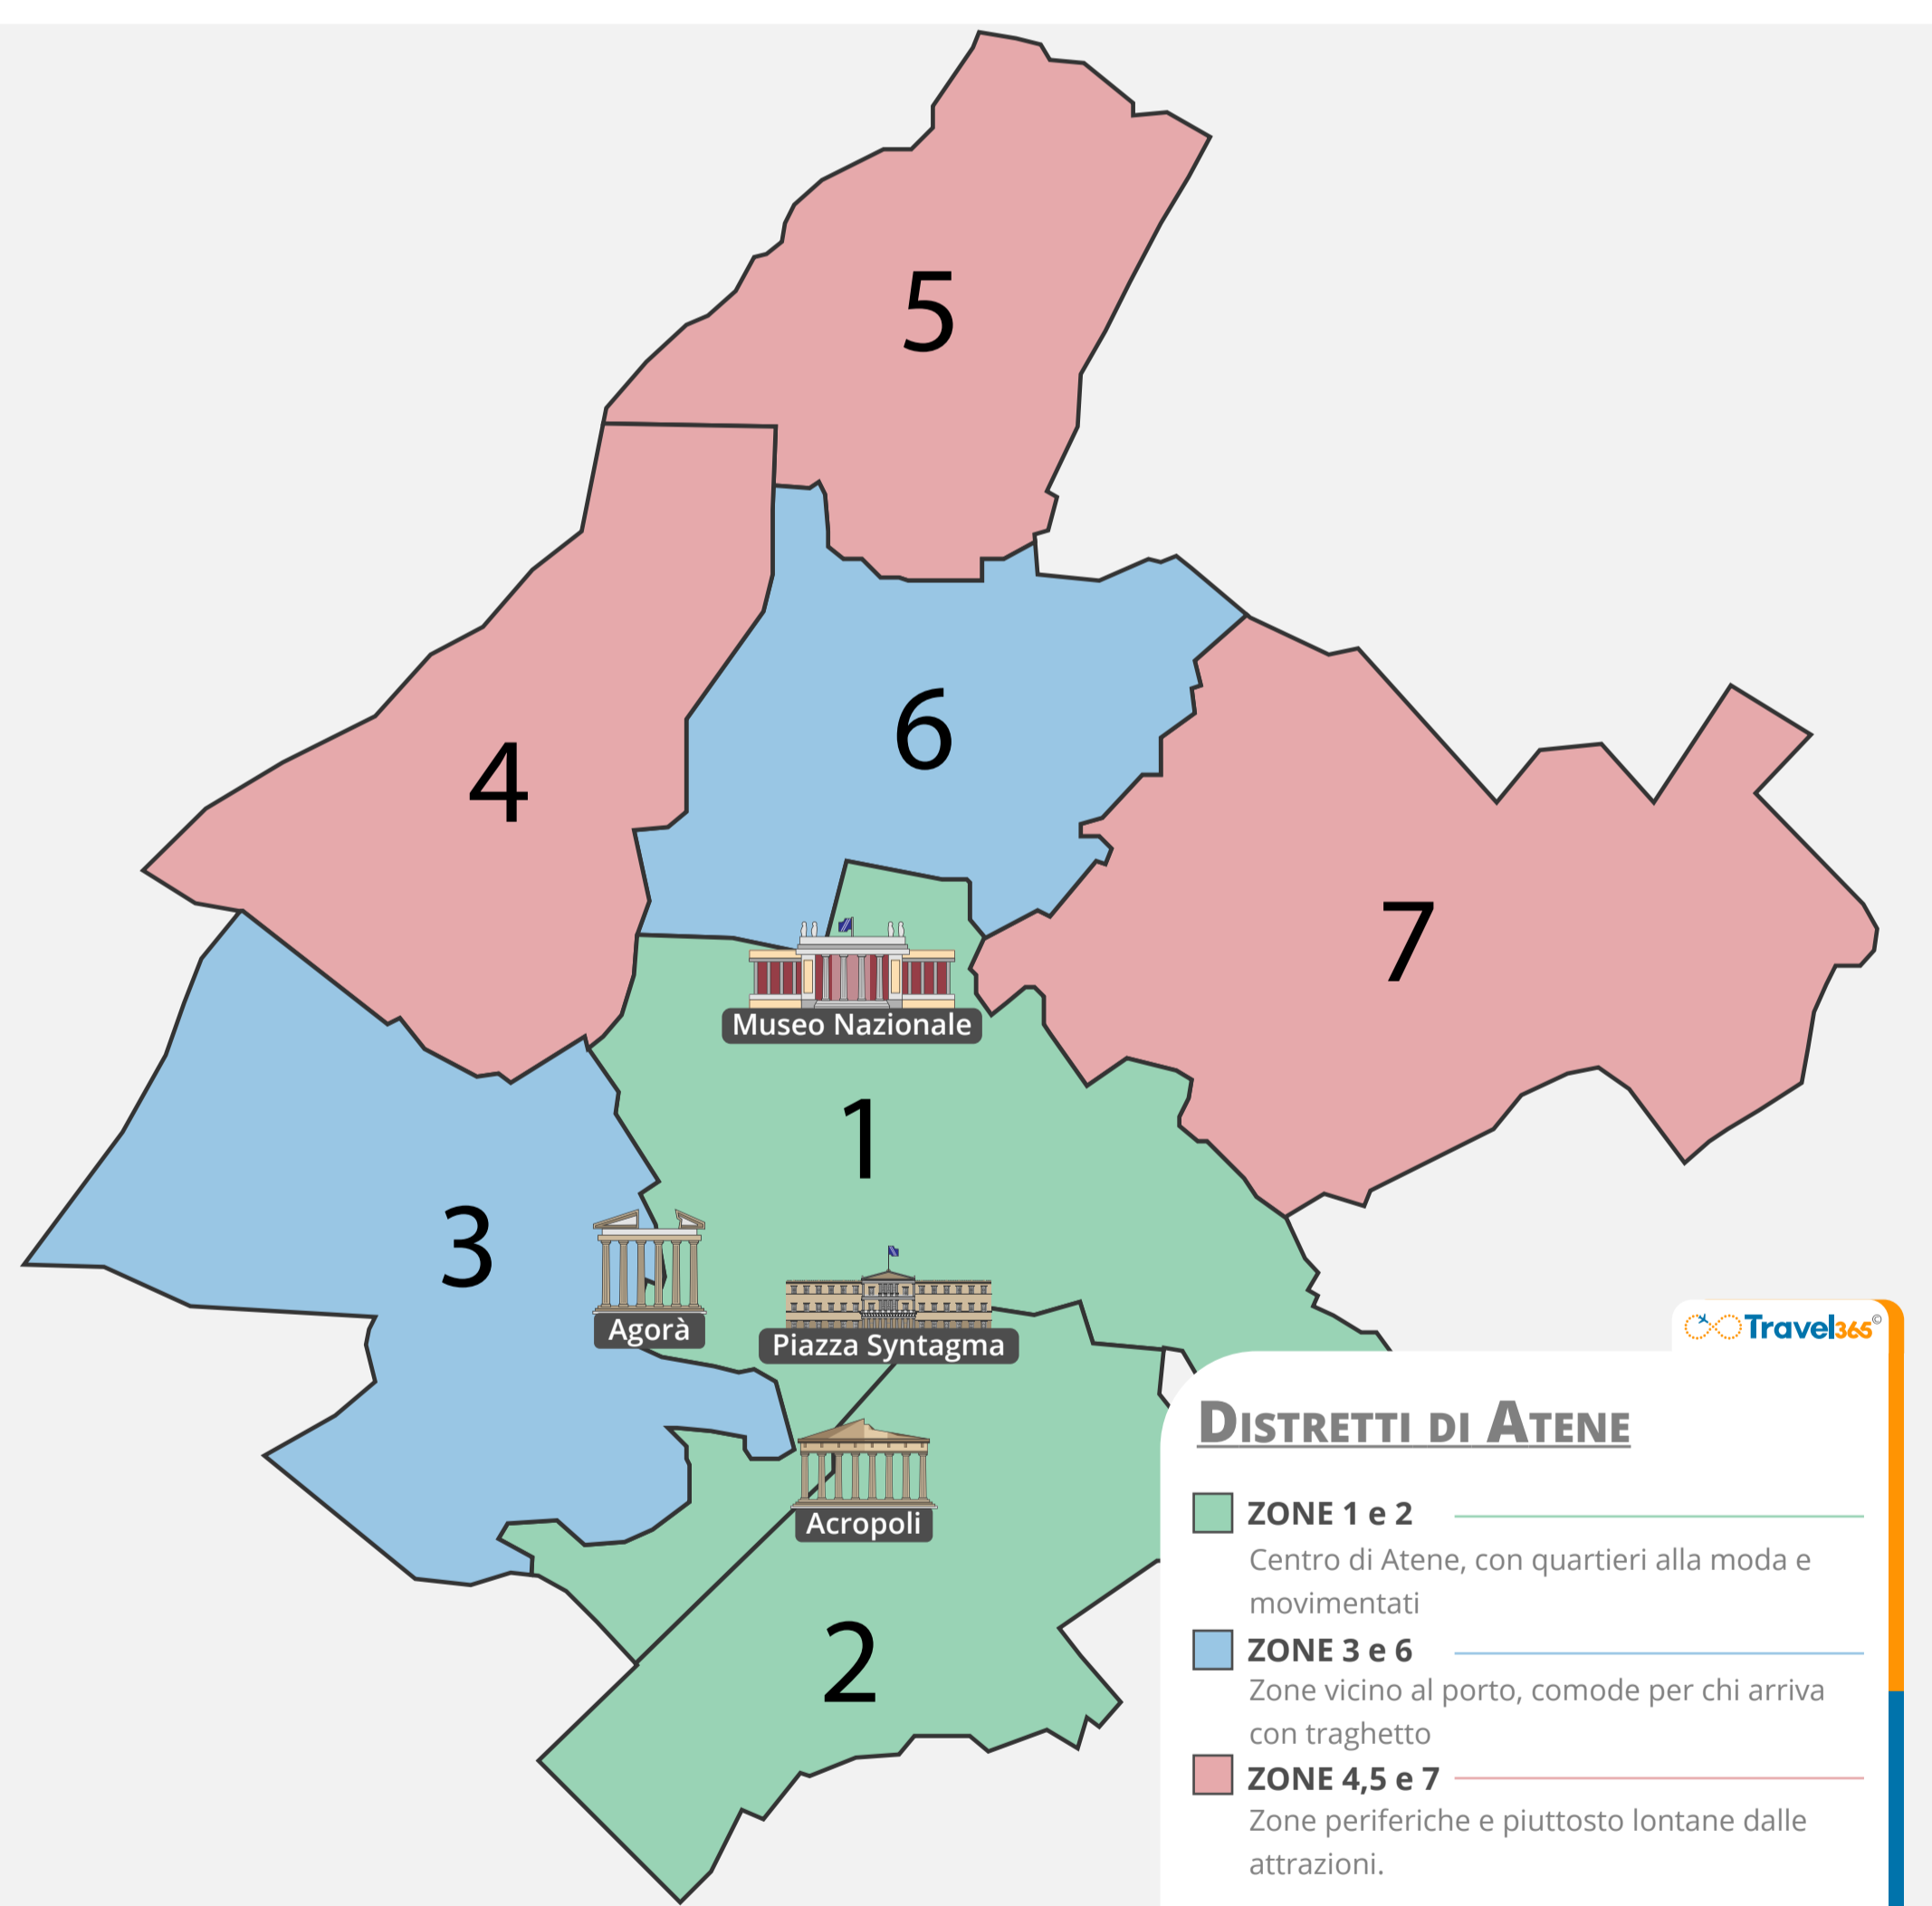 5
6
4
7
Museo Nazionale
1
3
Agorà
Piazza Syntagma
Travel365©
Distretti di Atene
Acropoli
ZONE 1 e 2
Centro di Atene, con quartieri alla moda e
movimentati
2
ZONE 3 e 6
Zone vicino al porto, comode per chi arriva
con traghetto
ZONE 4,5 e 7
Zone periferiche e piuttosto lontane dalle
attrazioni.